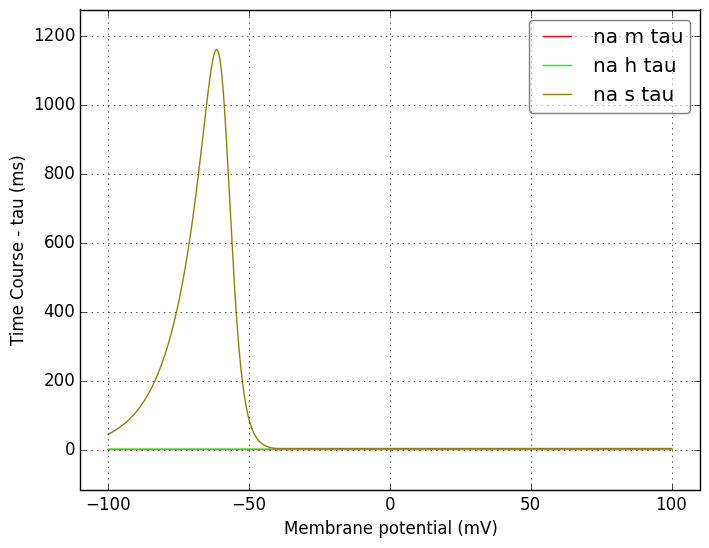 1200
1000
800
600
400
200
0
Time Course - tau (ms)
na m tau
na h tau
na s tau
−100
−50
0
50
100
Membrane potential (mV)